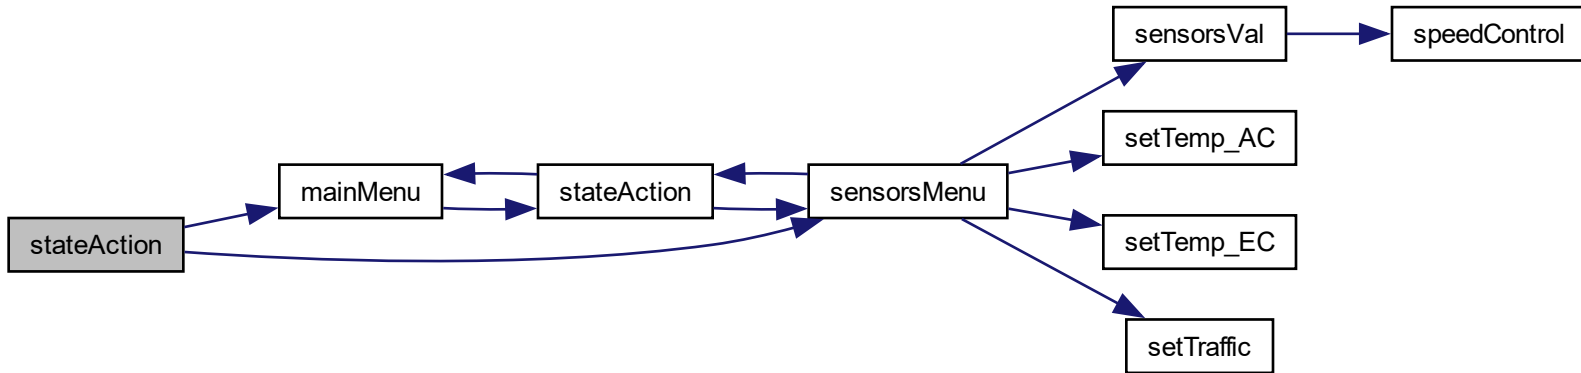 stateAction
mainMenu
stateAction
sensorsMenu
sensorsVal
speedControl
setTemp_AC
setTemp_EC
setTraffic